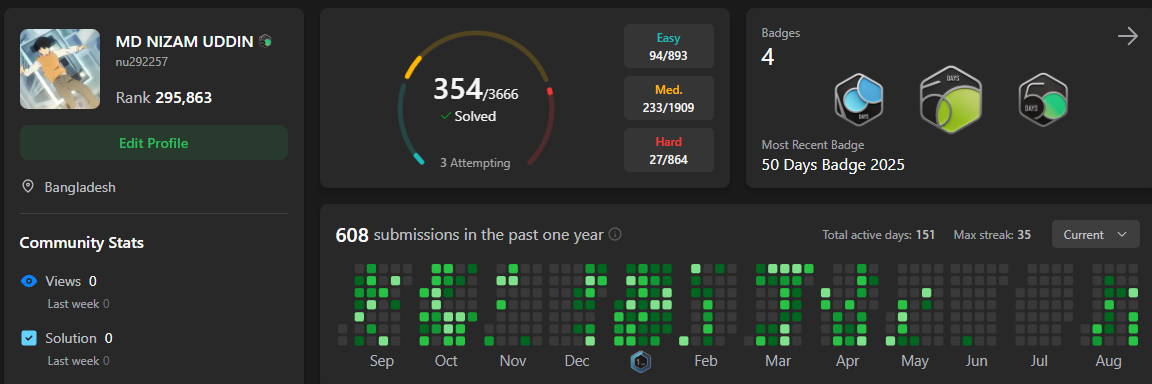 MD NIZAM UDDIN
nu292257
Rank 295,863
Edit Profile
Bangladesh
Community Stats
Views 0
Last week 0
Solution 0
Last week 0
354/3666
Solved
3 Attempting
Easy
94/893
Med.
233/1909
Hard
27/864
Badges
4
DAYS
DAYS
DAYS
Most Recent Badge
50 Days Badge 2025
608 submissions in the past one year
Total active days: 151
Max streak: 35
Current
Sep Oct Nov Dec Feb Mar Apr May Jun Jul Aug